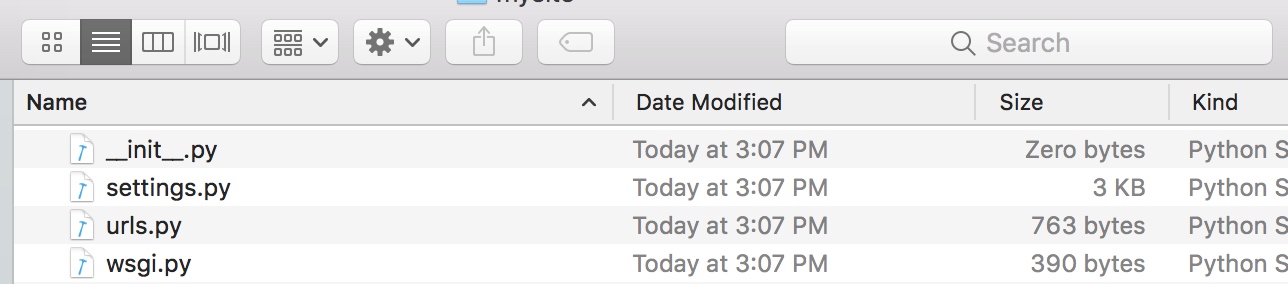 mysite
Search
Name Date Modified Size Kind
__init__.py Today at 3:07 PM Zero bytes Python S
settings.py Today at 3:07 PM 3 KB Python S
urls.py Today at 3:07 PM 763 bytes Python S
wsgi.py Today at 3:07 PM 390 bytes Python S